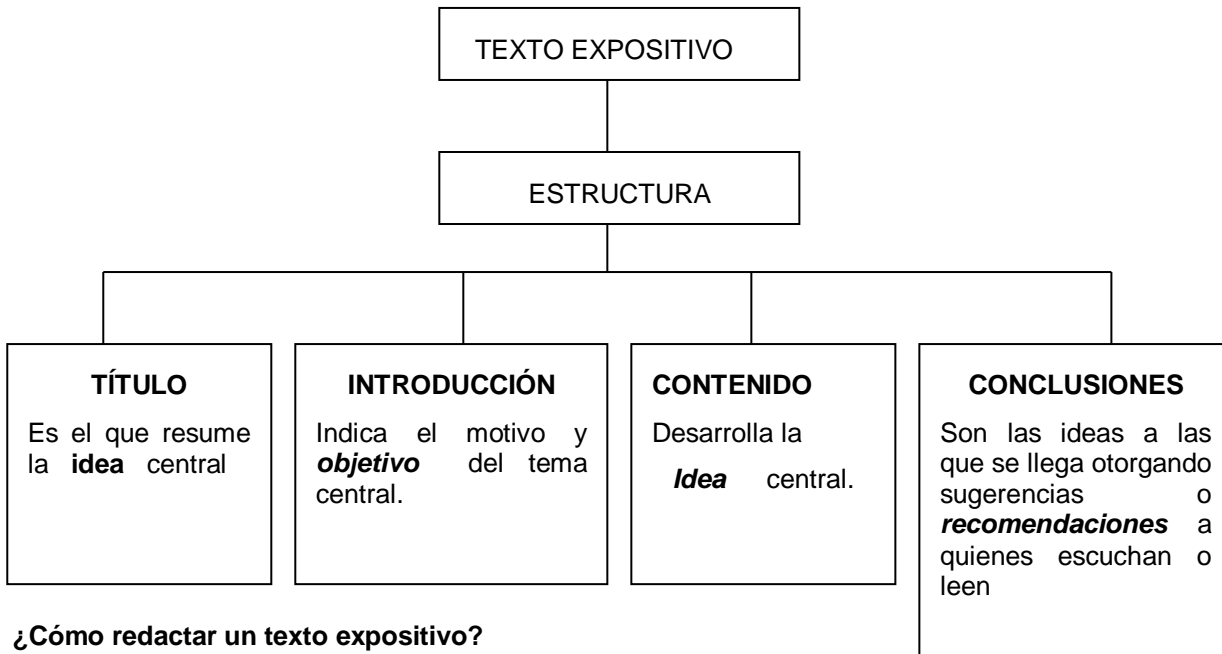 TEXTO EXPOSITIVO
ESTRUCTURA
TÍTULO
Es el que resume
la idea central
INTRODUCCIÓN
Indica el motivo y
objetivo del tema
central.
CONTENIDO
Desarrolla la
Idea central.
CONCLUSIONES
Son las ideas a las
que se llega otorgando
sugerencias o
recomendaciones a
quienes escuchan o
leen
¿Cómo redactar un texto expositivo?